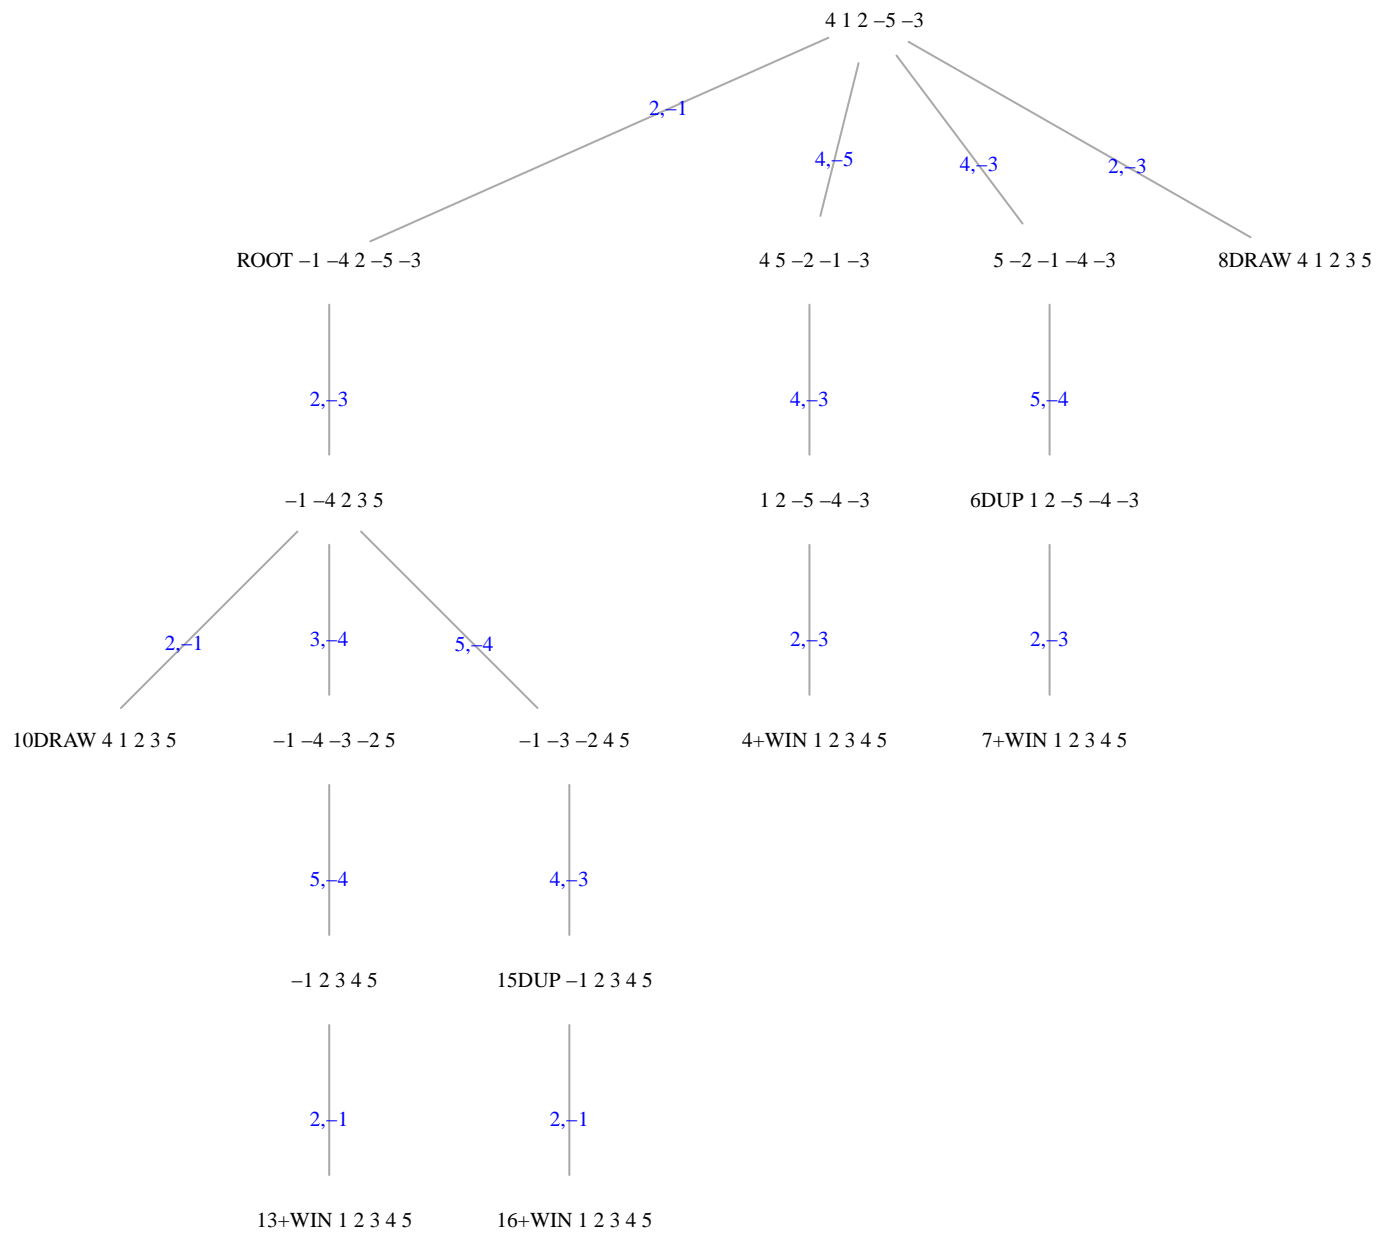 4 1 2 –5 –3
2,–1
4,–5
4,–3
2,–3
ROOT –1 –4 2 –5 –3
4 5 –2 –1 –3
5 –2 –1 –4 –3
8DRAW 4 1 2 3 5
2,–3
4,–3
5,–4
–1 –4 2 3 5
1 2 –5 –4 –3
6DUP 1 2 –5 –4 –3
2,–1
3,–4
5,–4
2,–3
2,–3
10DRAW 4 1 2 3 5
–1 –4 –3 –2 5
–1 –3 –2 4 5
4+WIN 1 2 3 4 5
7+WIN 1 2 3 4 5
5,–4
4,–3
–1 2 3 4 5
15DUP –1 2 3 4 5
2,–1
2,–1
13+WIN 1 2 3 4 5
16+WIN 1 2 3 4 5